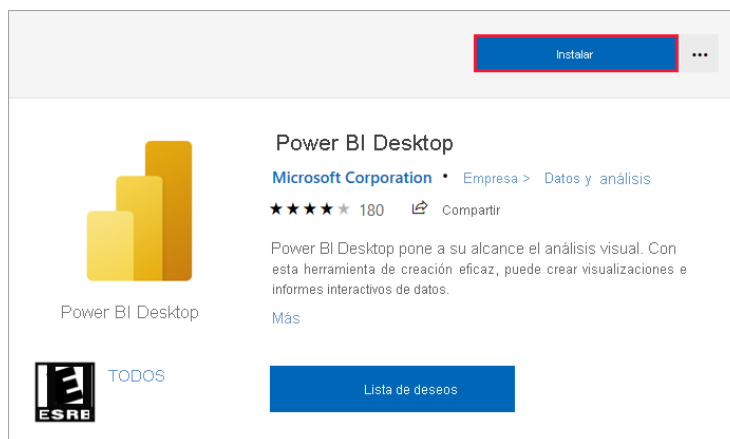 Instalar
...
Power BI Desktop
Microsoft Corporation • Empresa > Datos y análisis
★★★★★ 180 Compartir
Power BI Desktop pone a su alcance el análisis visual. Con
esta herramienta de creación eficaz, puede crear visualizaciones e
informes interactivos de datos.
Power BI Desktop
Más
E
ESRB
TODOS
Lista de deseos